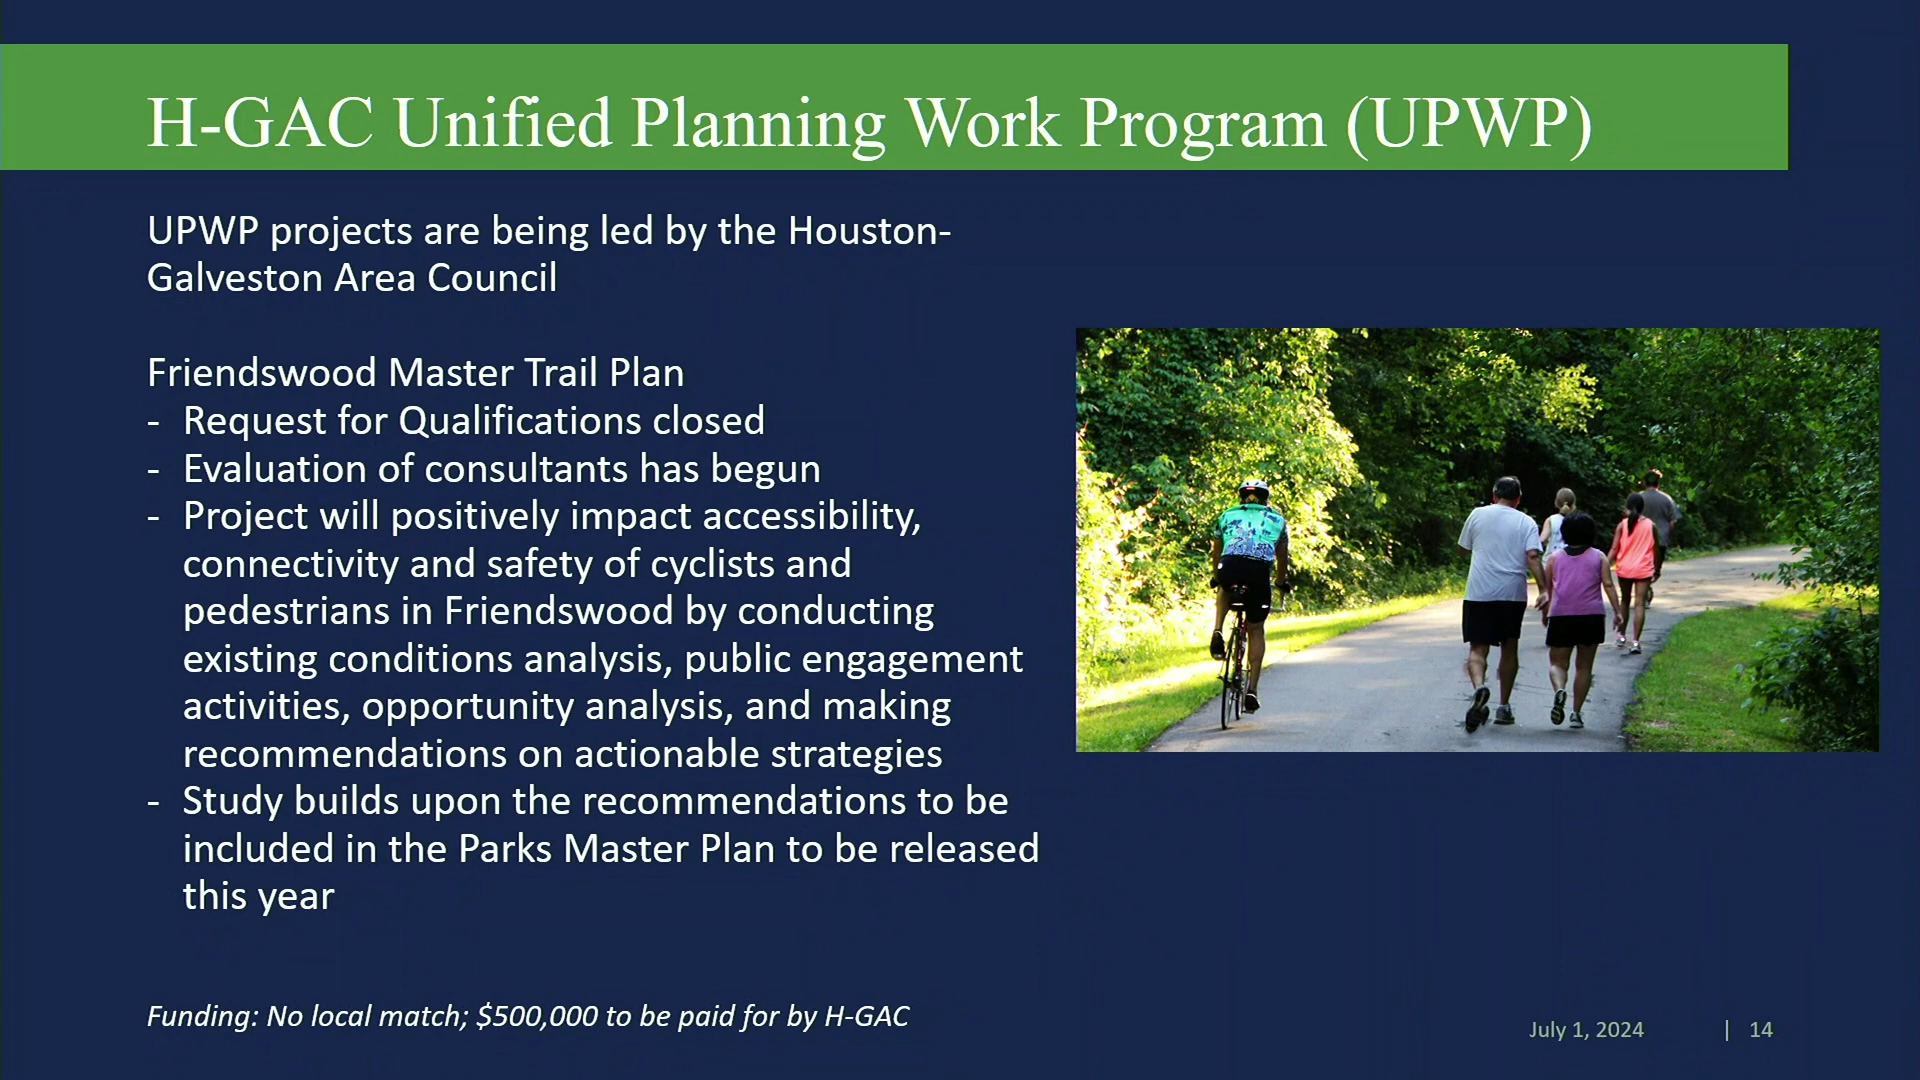 H-GAC Unified Planning Work Program (UPWP)
UPWP projects are being led by the Houston-
Galveston Area Council
Friendswood Master Trail Plan
- Request for Qualifications closed
- Evaluation of consultants has begun
- Project will positively impact accessibility,
connectivity and safety of cyclists and
pedestrians in Friendswood by conducting
existing conditions analysis, public engagement
activities, opportunity analysis, and making
recommendations on actionable strategies
- Study builds upon the recommendations to be
included in the Parks Master Plan to be released
this year
Funding: No local match; $500,000 to be paid for by H-GAC
July 1, 2024 | 14